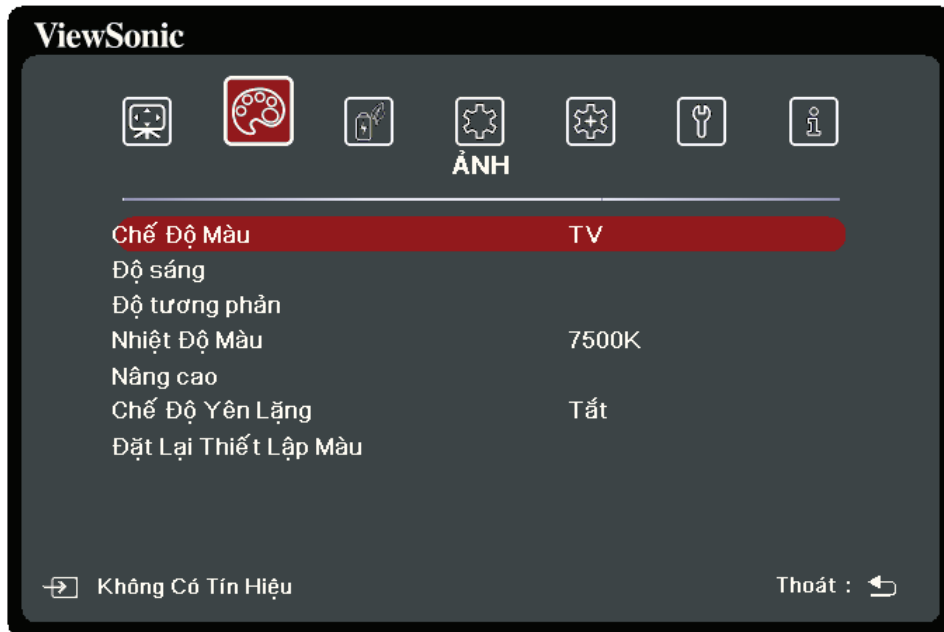 ViewSonic
ẢNH
Chế Độ Màu TV
Độ sáng
Độ tương phản
Nhiệt Độ Màu 7500K
Nâng cao
Chế Độ Yên Lặng Tắt
Đặt Lại Thiết Lập Màu
Không Có Tín Hiệu Thoát :